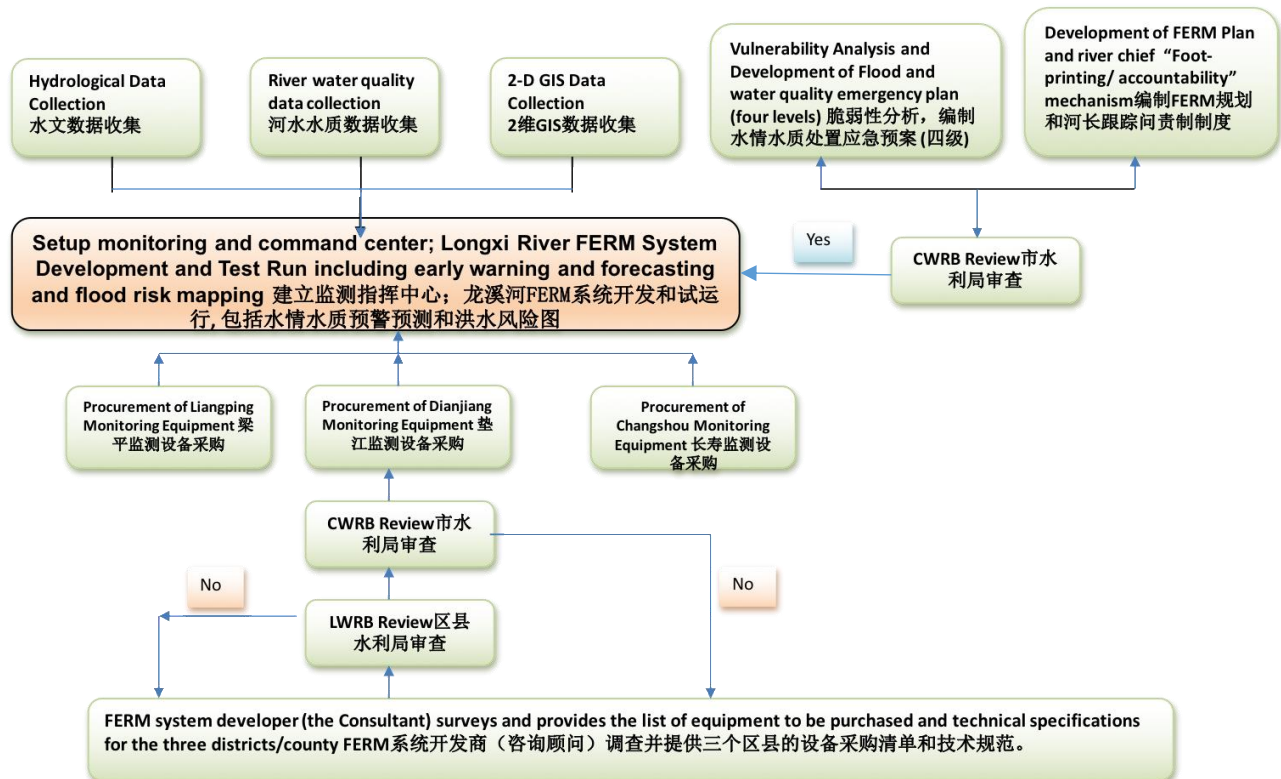 Hydrological Data
Collection
水文数据收集
River water quality
data collection
河水水质数据收集
2-D GIS Data
Collection
2维GIS数据收集
Vulnerability Analysis and
Development of Flood and
water quality emergency plan
(four levels) 脆弱性分析，编制
水情水质处置应急预案 (四级)
Development of FERM Plan
and river chief “Foot-
printing/ accountability”
mechanism编制FERM规划
和河长跟踪问责制制度
Setup monitoring and command center; Longxi River FERM System
Development and Test Run including early warning and forecasting
and flood risk mapping 建立监测指挥中心；龙溪河FERM系统开发和试运
行, 包括水情水质预警预测和洪水风险图
Yes
CWRB Review市水
利局审查
Procurement of Liangping
Monitoring Equipment 梁
平监测设备采购
Procurement of Dianjiang
Monitoring Equipment 垫
江监测设备采购
Procurement of
Changshou Monitoring
Equipment 长寿监测设
备采购
CWRB Review市水
利局审查
No
No
LWRB Review区县
水利局审查
FERM system developer (the Consultant) surveys and provides the list of equipment to be purchased and technical specifications
for the three districts/county FERM系统开发商（咨询顾问）调查并提供三个区县的设备采购清单和技术规范。